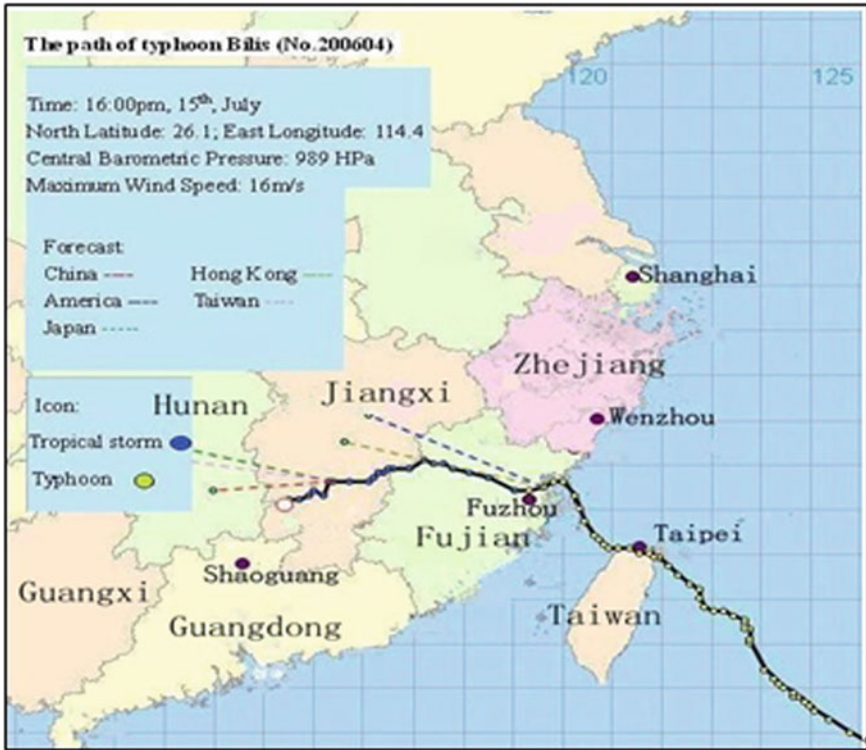 The path of typhoon Bilis (No.200604)
120
125
Time: 16:00pm, 15th, July
North Latitude: 26.1; East Longitude: 114.4
Central Barometric Pressure: 989 HPa
Maximum Wind Speed: 16m/s
Forecast:
China
Hong Kong
America
Taiwan
Japan
Shanghai
Zhejiang
Jiangxi
Hunan
Icon:
Wenzhou
Tropical storm
Typhoon
Fuzhou
Fujian
Taipei
Shaoguang
Guangxi
Guangdong
Taiwan